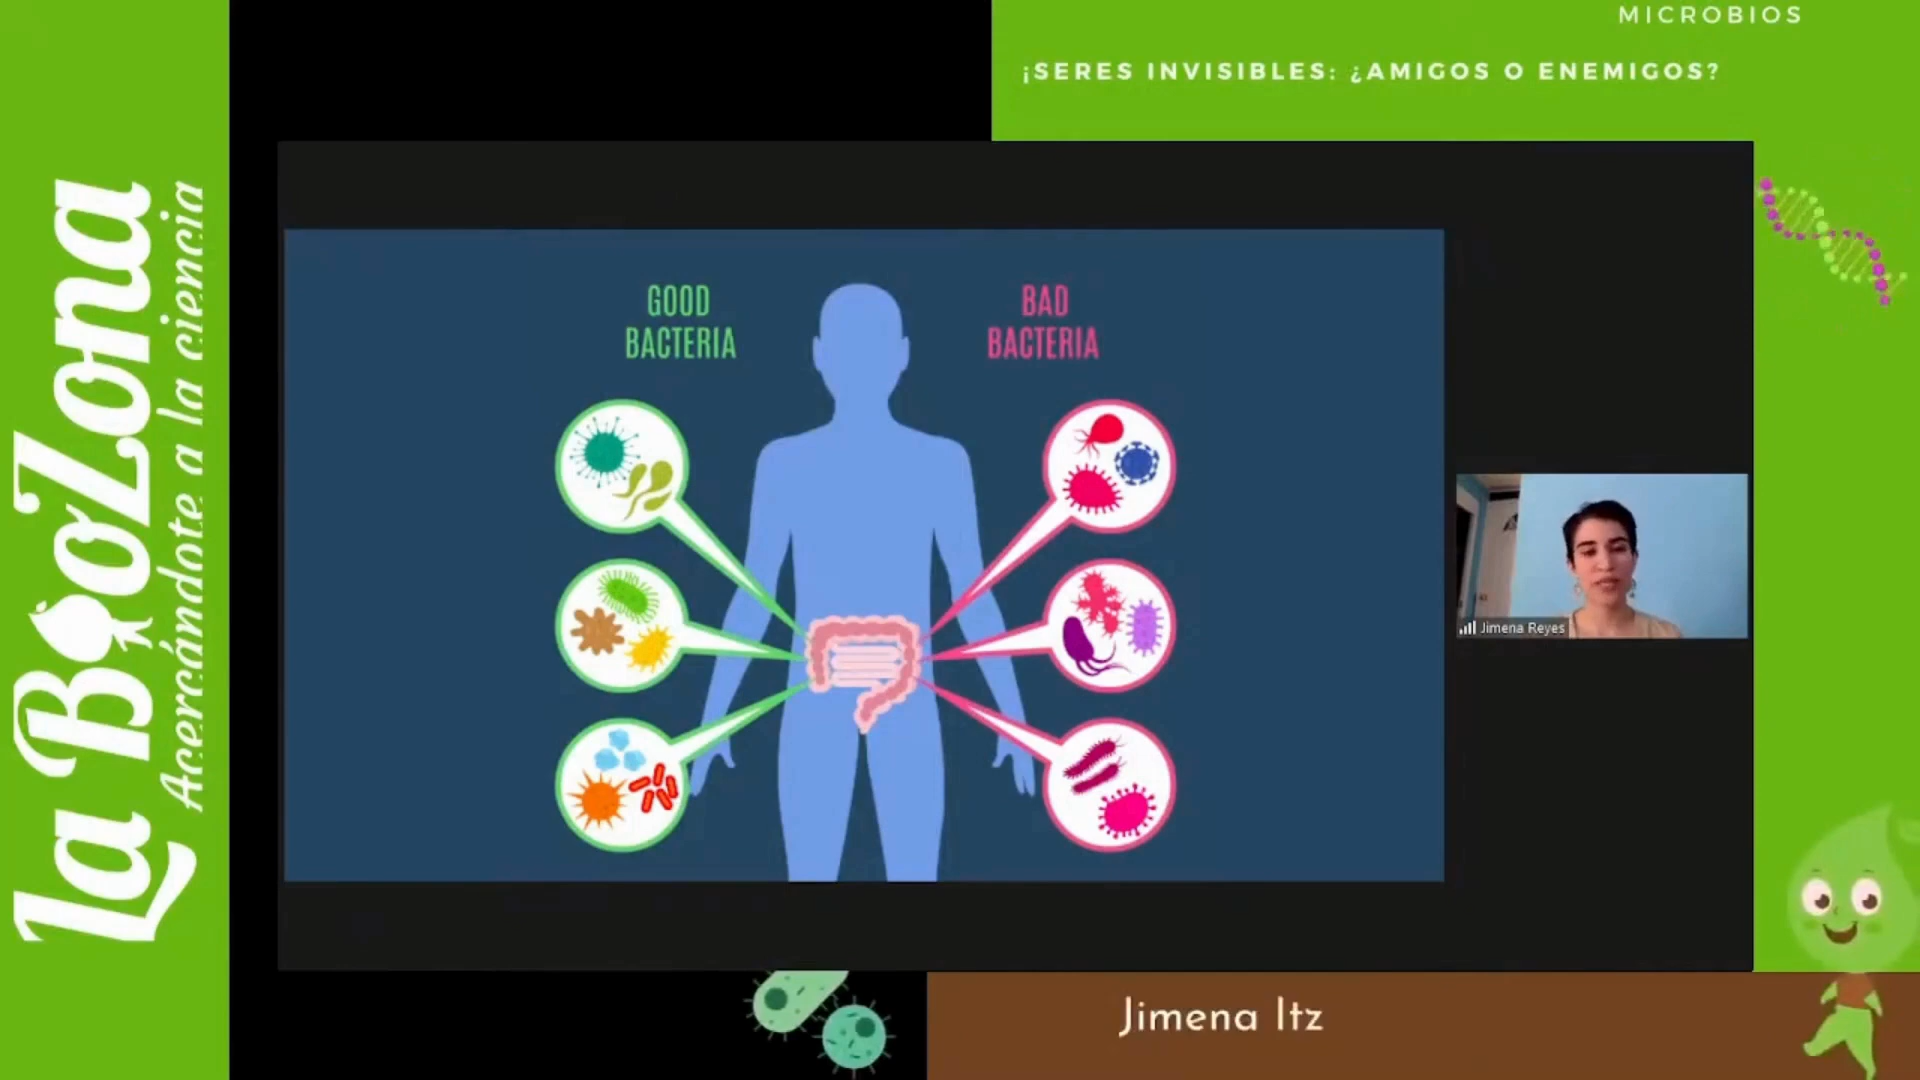 MICROBIOS
¡SERES INVISIBLES: ¿AMIGOS O ENEMIGOS?
La BioZona
Acercándote a la ciencia
GOOD
BACTERIA
BAD
BACTERIA
Jimena Reyes
Jimena Itz